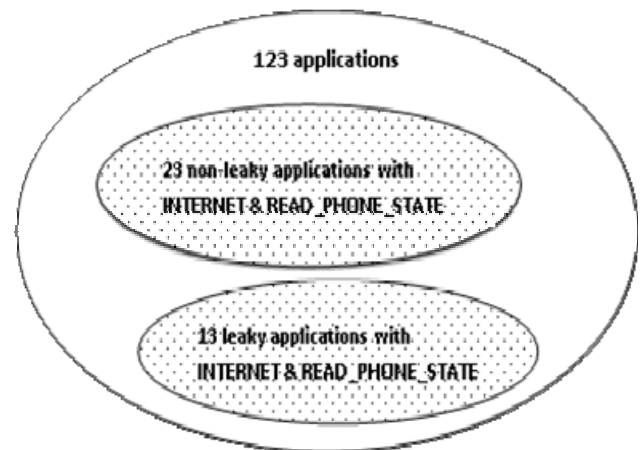 123 applications
23 non-leaky applications with
INTERNET & READ_PHONE_STATE
13 leaky applications with
INTERNET & READ_PHONE_STATE